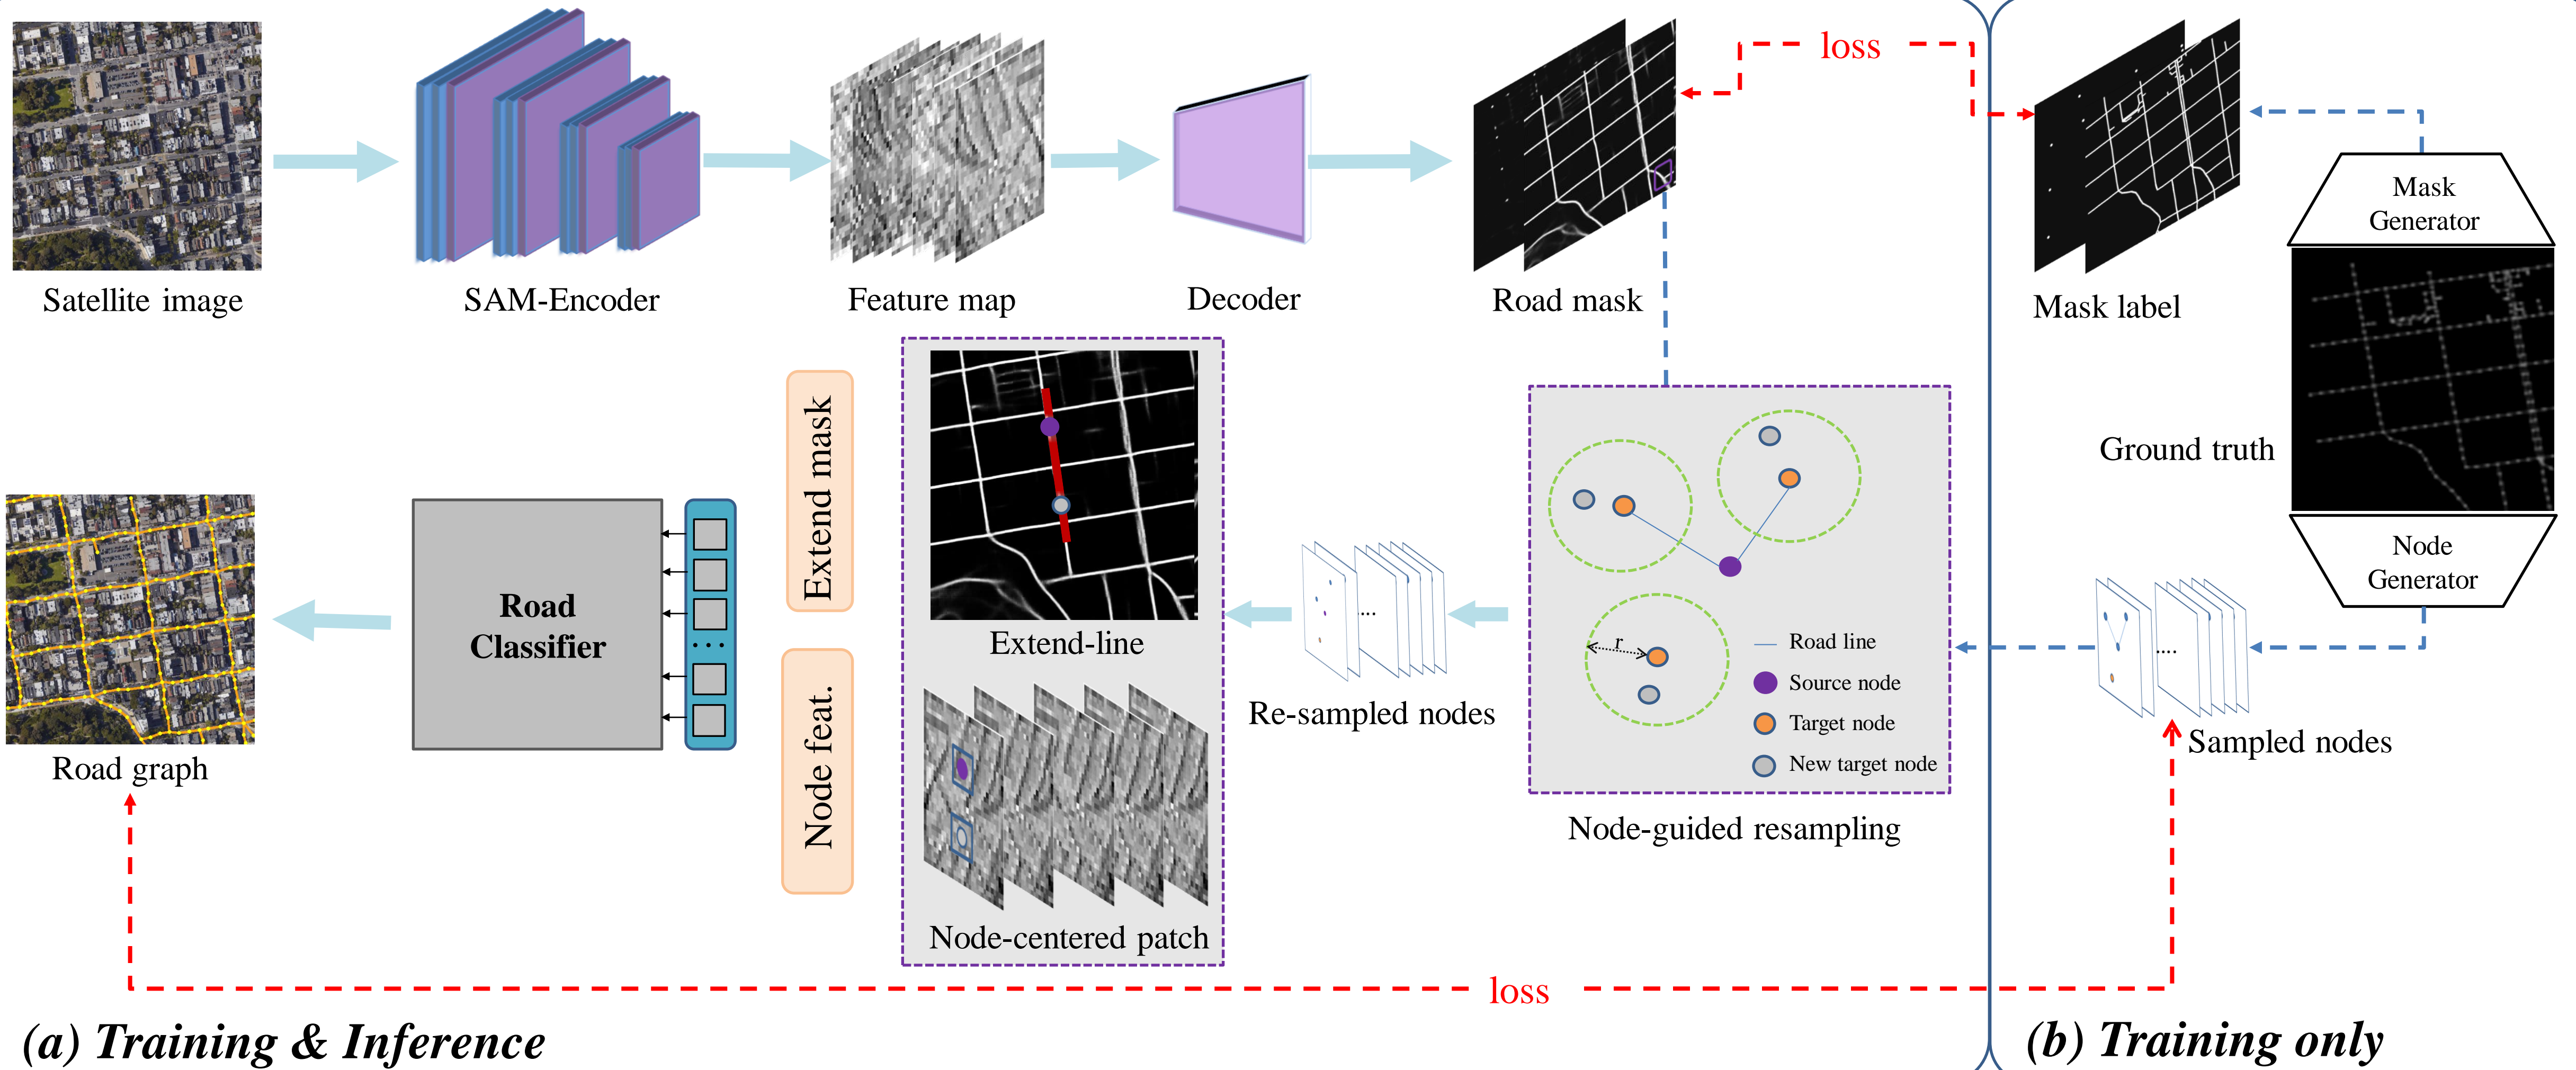 loss
Mask
Generator
Satellite image
SAM-Encoder
Feature map
Decoder
Road mask
Mask label
Extend mask
Ground truth
Node
Generator
Road
Classifier
...
Extend-line
...
r
Road line
Source node
Target node
New target node
....
Re-sampled nodes
Sampled nodes
Road graph
Node feat.
Node-guided resampling
Node-centered patch
loss
(a) Training & Inference
(b) Training only